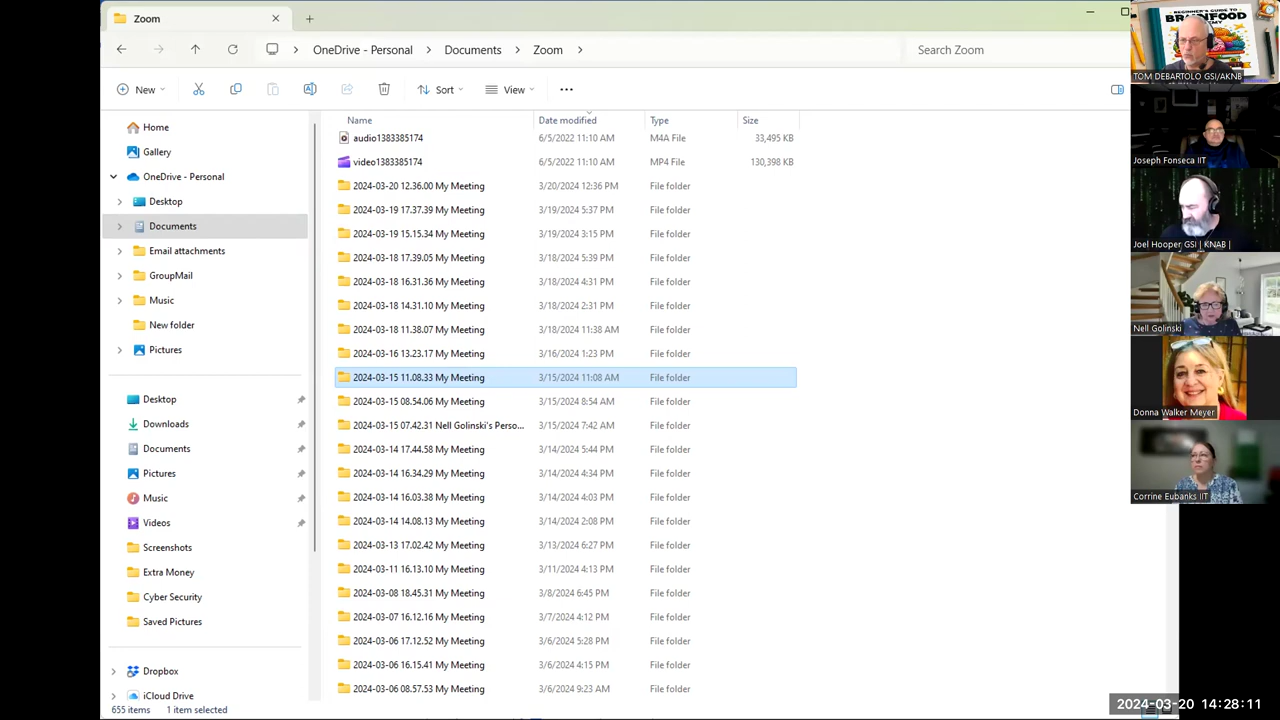 Zoom
OneDrive - Personal > Documents > Zoom >
Search Zoom
New
Sort
View
Name Date modified Type Size
audio1383385174 6/5/2022 11:10 AM M4A File 33,495 KB
video1383385174 6/5/2022 11:10 AM MP4 File 130,398 KB
2024-03-20 12.36.00 My Meeting 3/20/2024 12:36 PM File folder
2024-03-19 17.37.39 My Meeting 3/19/2024 5:37 PM File folder
2024-03-19 15.15.34 My Meeting 3/19/2024 3:15 PM File folder
2024-03-18 17.39.05 My Meeting 3/18/2024 5:39 PM File folder
2024-03-18 16.31.36 My Meeting 3/18/2024 4:31 PM File folder
2024-03-18 14.31.10 My Meeting 3/18/2024 2:31 PM File folder
2024-03-18 11.38.07 My Meeting 3/18/2024 11:38 AM File folder
2024-03-16 13.23.17 My Meeting 3/16/2024 1:23 PM File folder
2024-03-15 11.08.33 My Meeting 3/15/2024 11:08 AM File folder
2024-03-15 08.54.06 My Meeting 3/15/2024 8:54 AM File folder
2024-03-15 07.42.31 Nell Golinski's Perso... 3/15/2024 7:42 AM File folder
2024-03-14 17.44.58 My Meeting 3/14/2024 5:44 PM File folder
2024-03-14 16.34.29 My Meeting 3/14/2024 4:34 PM File folder
2024-03-14 16.03.38 My Meeting 3/14/2024 4:03 PM File folder
2024-03-14 14.08.13 My Meeting 3/14/2024 2:08 PM File folder
2024-03-13 17.02.42 My Meeting 3/13/2024 6:27 PM File folder
2024-03-11 16.13.10 My Meeting 3/11/2024 4:13 PM File folder
2024-03-08 18.45.31 My Meeting 3/8/2024 6:45 PM File folder
2024-03-07 16.12.16 My Meeting 3/7/2024 4:12 PM File folder
2024-03-06 17.12.52 My Meeting 3/6/2024 5:28 PM File folder
2024-03-06 16.15.41 My Meeting 3/6/2024 4:15 PM File folder
2024-03-06 08.57.53 My Meeting 3/6/2024 9:23 AM File folder
Home
Gallery
OneDrive - Personal
Desktop
Documents
Email attachments
GroupMail
Music
New folder
Pictures
Desktop
Downloads
Documents
Pictures
Music
Videos
Screenshots
Extra Money
Cyber Security
Saved Pictures
Dropbox
iCloud Drive
655 items 1 item selected
BEGINNER'S GUIDE TO
BRAINFOOD
TOM DEBARTOLO GSI/AKNB
Joseph Fonseca IIT
Joel Hooper GSI | KNAB |
Nell Golinski
Donna Walker Meyer
Corrine Eubanks IIT
2024-03-20 14:28:11